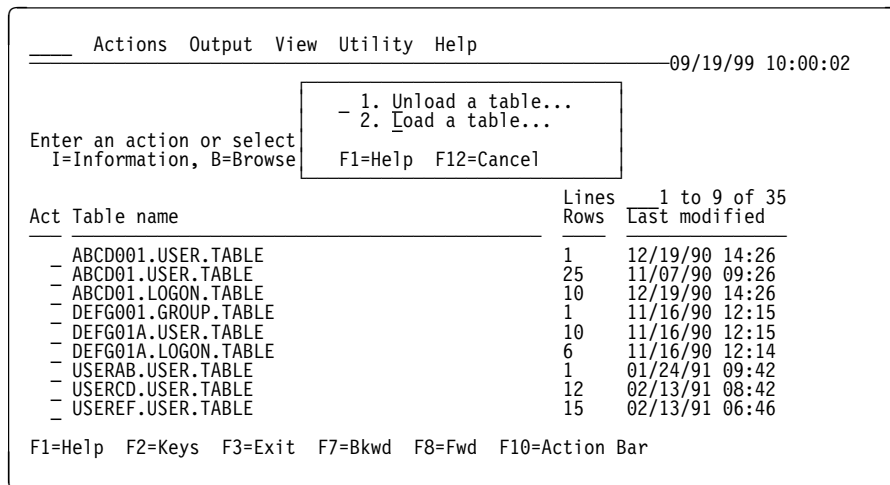 ____ Actions Output View Utility Help
09/19/99 10:00:02
_ 1. Unload a table...
2. Load a table...
Enter an action or select
I=Information, B=Browse
F1=Help F12=Cancel
Lines ___1 to 9 of 35
Act Table name Rows Last modified
_ ABCD001.USER.TABLE 1 12/19/90 14:26
_ ABCD01.USER.TABLE 25 11/07/90 09:26
_ ABCD01.LOGON.TABLE 10 12/19/90 14:26
_ DEFG001.GROUP.TABLE 1 11/16/90 12:15
_ DEFG01A.USER.TABLE 10 11/16/90 12:15
_ DEFG01A.LOGON.TABLE 6 11/16/90 12:14
_ USERAB.USER.TABLE 1 01/24/91 09:42
_ USERCD.USER.TABLE 12 02/13/91 08:42
_ USEREF.USER.TABLE 15 02/13/91 06:46
F1=Help F2=Keys F3=Exit F7=Bkwd F8=Fwd F10=Action Bar